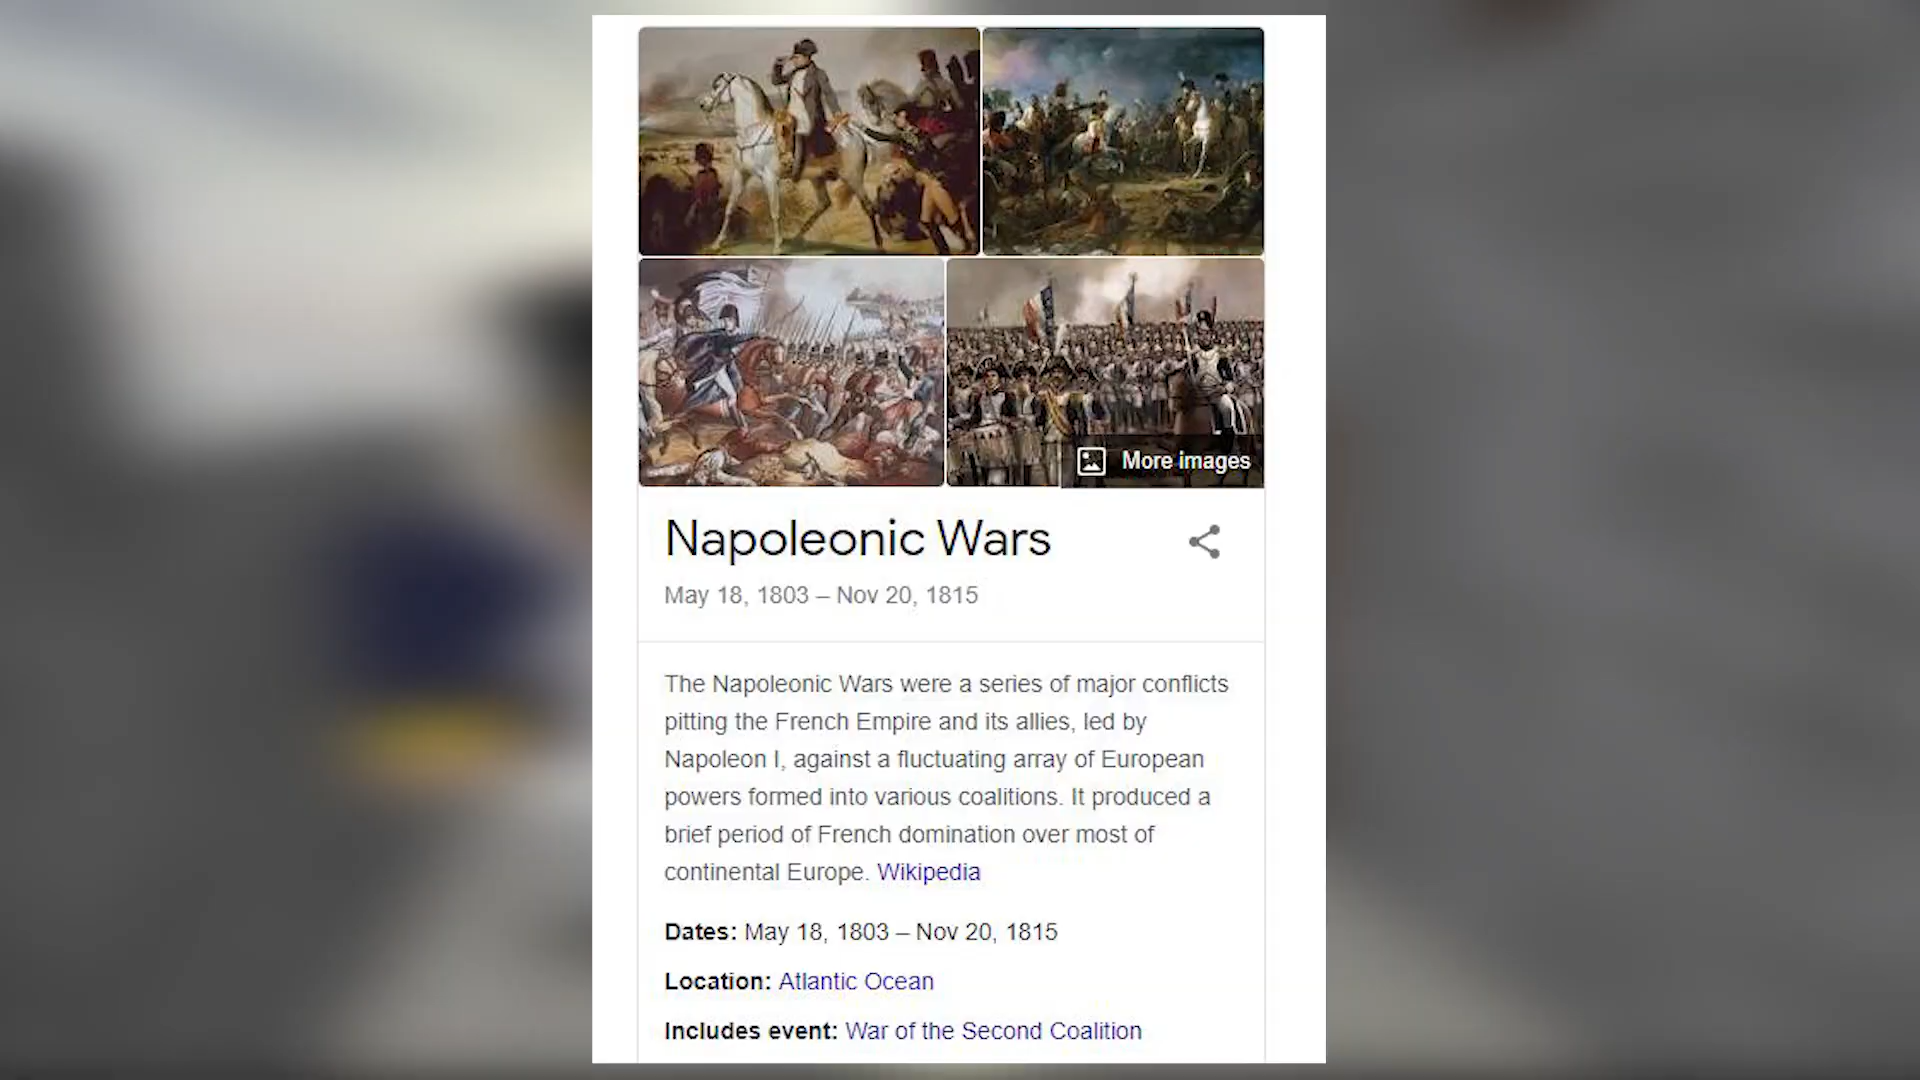 More images
Napoleonic Wars
May 18, 1803 – Nov 20, 1815
The Napoleonic Wars were a series of major conflicts
pitting the French Empire and its allies, led by
Napoleon I, against a fluctuating array of European
powers formed into various coalitions. It produced a
brief period of French domination over most of
continental Europe. Wikipedia
Dates: May 18, 1803 – Nov 20, 1815
Location: Atlantic Ocean
Includes event: War of the Second Coalition